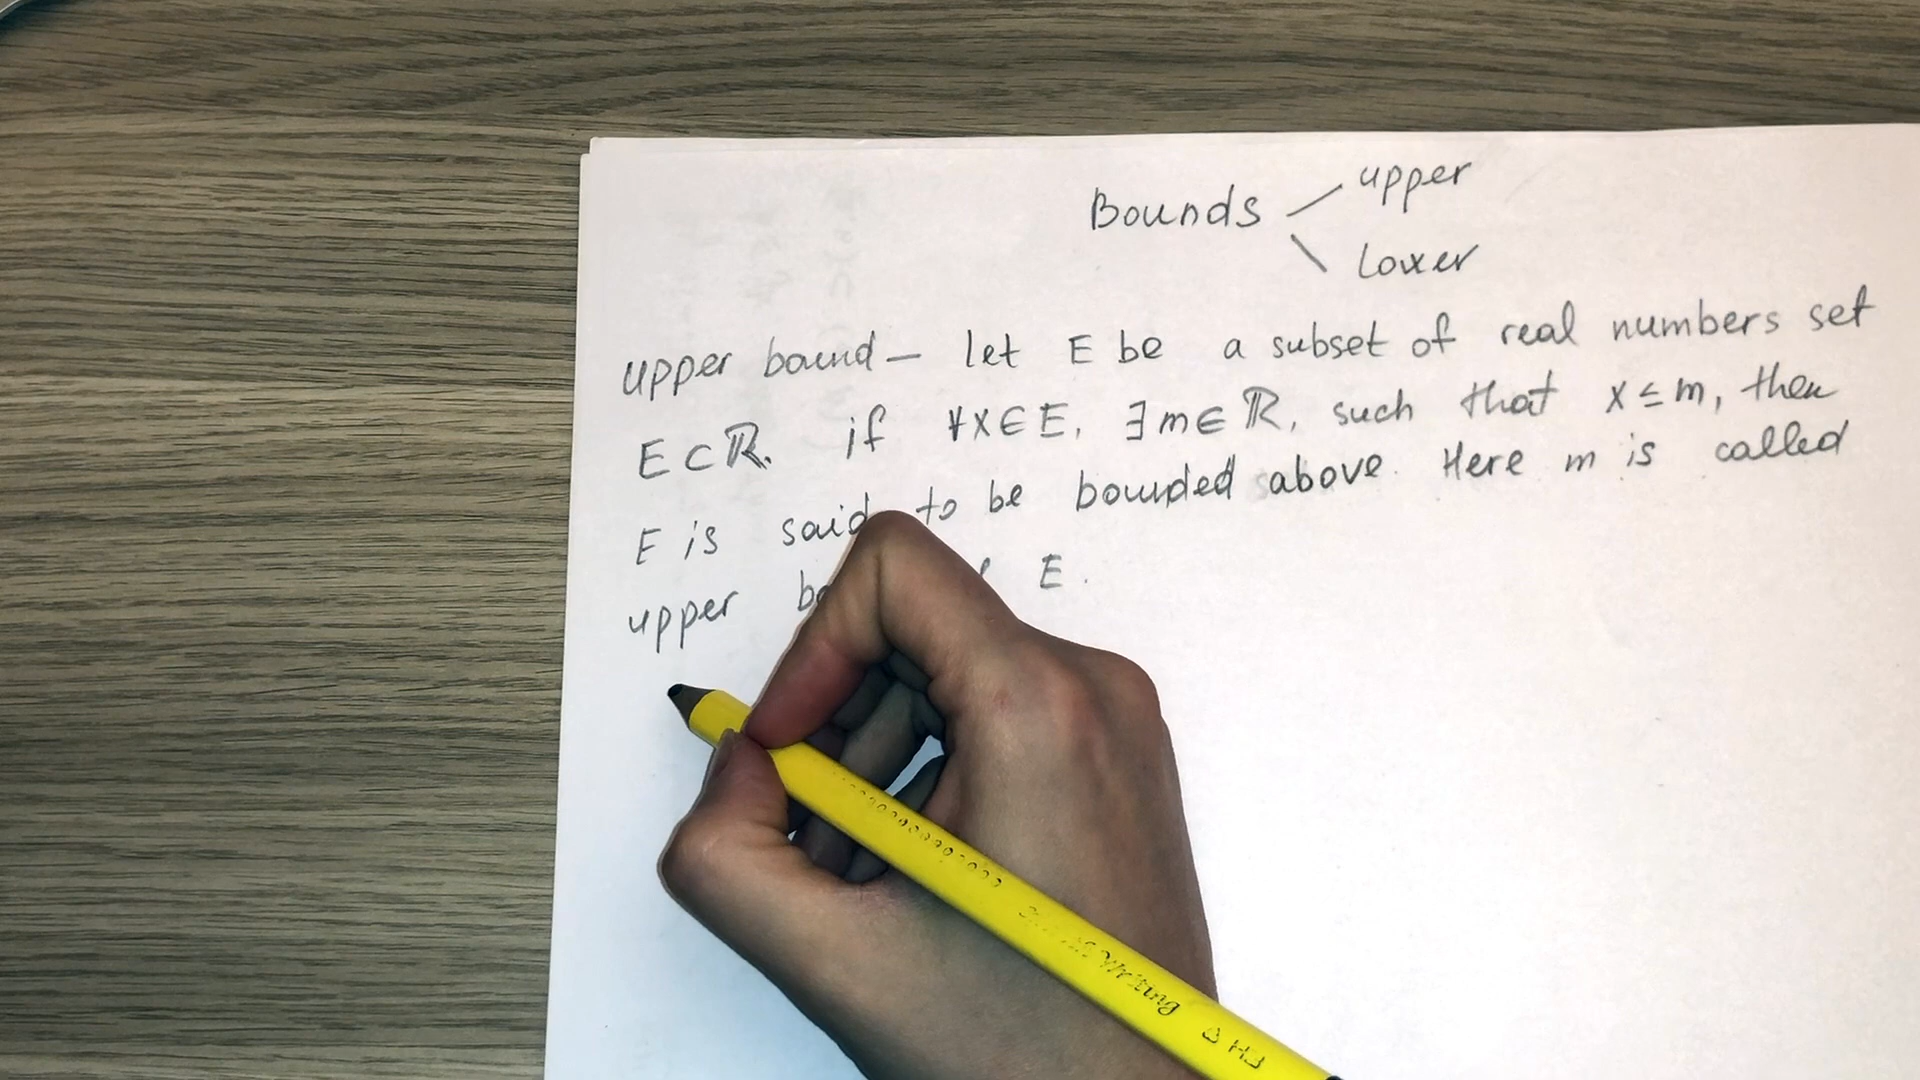 Bounds
upper
Lower
upper bound – let E be a subset of real numbers set
E⊂ℝ. if ∀x∈E, ∃m∈ℝ, such that x≤m, then
E is said to be bounded above. Here m is called
upper E.
Writing